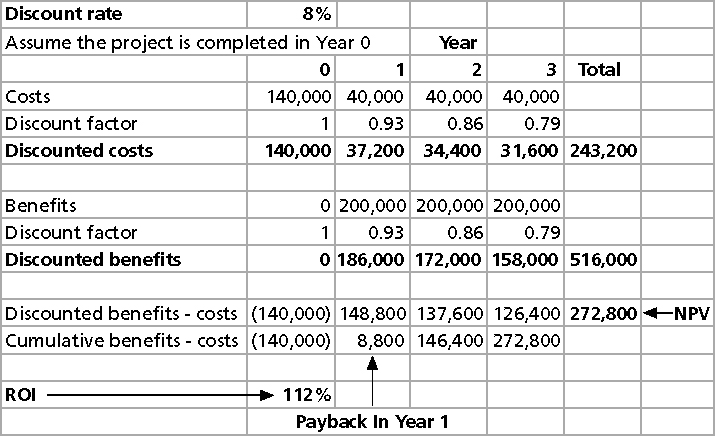 Discount rate 8%
Assume the project is completed in Year 0 Year
0 1 2 3 Total
Costs 140,000 40,000 40,000 40,000
Discount factor 1 0.93 0.86 0.79
Discounted costs 140,000 37,200 34,400 31,600 243,200
Benefits 0 200,000 200,000 200,000
Discount factor 1 0.93 0.86 0.79
Discounted benefits 0 186,000 172,000 158,000 516,000
Discounted benefits - costs (140,000) 148,800 137,600 126,400 272,800 NPV
Cumulative benefits - costs (140,000) 8,800 146,400 272,800
ROI 112%
Payback In Year 1